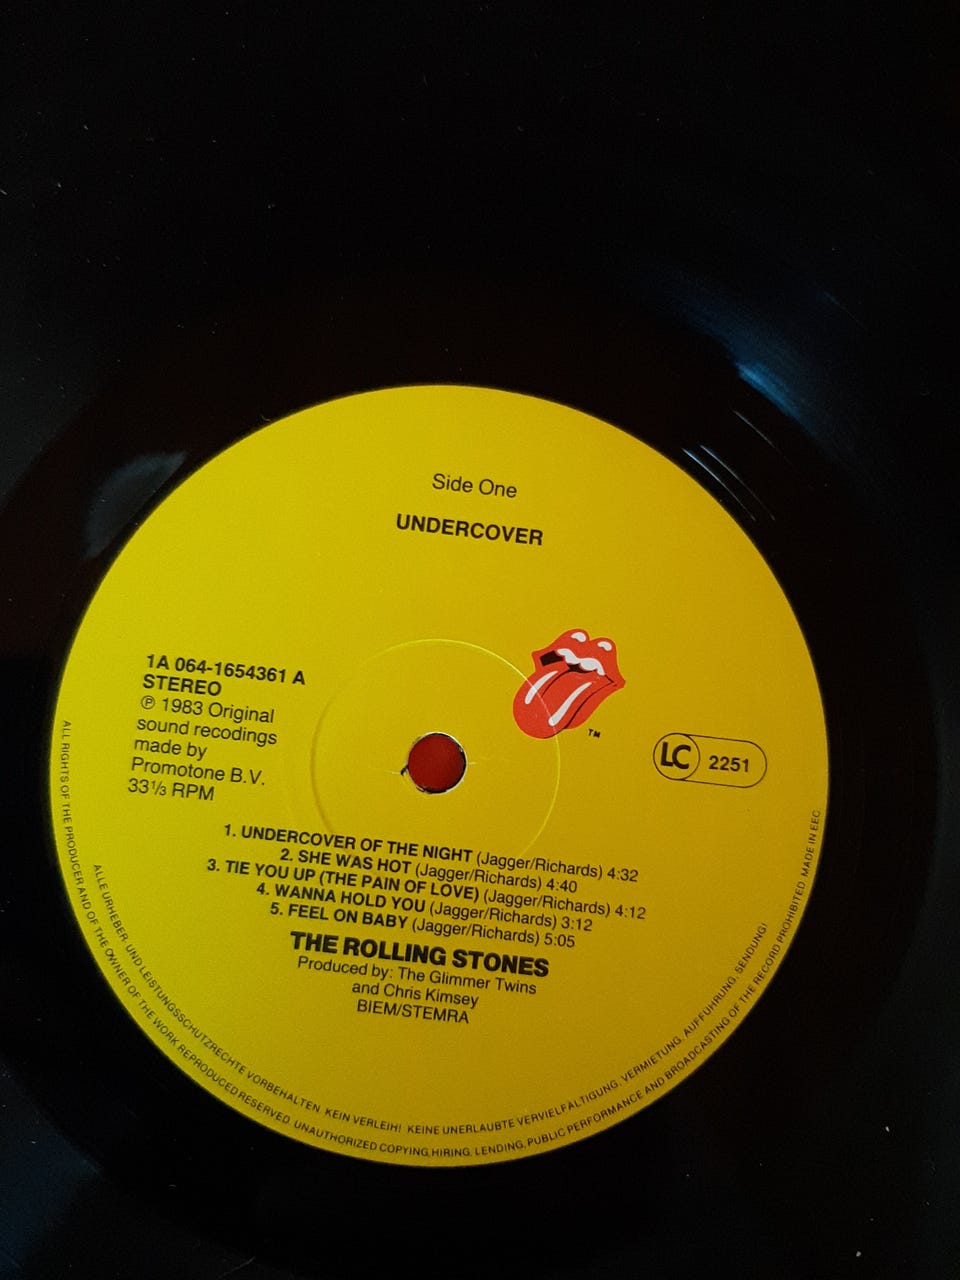 Side One
UNDERCOVER
1A 064-1654361 A
STEREO
℗ 1983 Original
sound recodings
made by
Promotone B.V.
33⅓ RPM
TM
LC 2251
1. UNDERCOVER OF THE NIGHT (Jagger/Richards) 4:32
2. SHE WAS HOT (Jagger/Richards) 4:40
3. TIE YOU UP (THE PAIN OF LOVE) (Jagger/Richards) 4:12
4. WANNA HOLD YOU (Jagger/Richards) 3:12
5. FEEL ON BABY (Jagger/Richards) 5:05
THE ROLLING STONES
Produced by: The Glimmer Twins
and Chris Kimsey
BIEM/STEMRA
ALLE URHEBER- UND LEISTUNGSSCHUTZRECHTE VORBEHALTEN. KEIN VERLEIH! KEINE UNERLAUBTE VERVIELFÄLTIGUNG, VERMIETUNG, AUFFÜHRUNG, SENDUNG!
ALL RIGHTS OF THE PRODUCER AND OF THE OWNER OF THE WORK REPRODUCED RESERVED. UNAUTHORIZED COPYING, HIRING, LENDING, PUBLIC PERFORMANCE AND BROADCASTING OF THE RECORD PROHIBITED. MADE IN EEC.